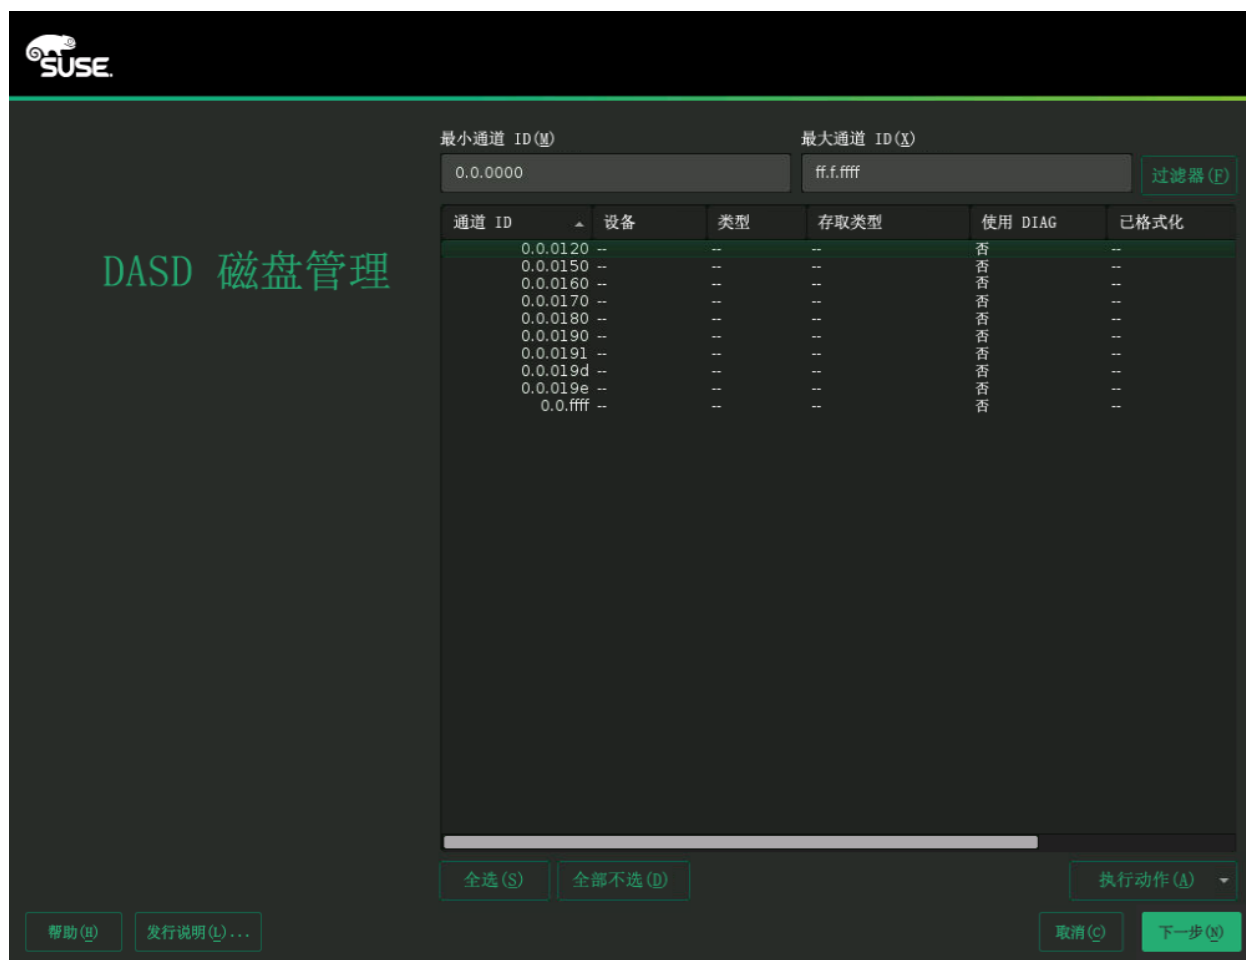 SUSE.
最小通道 ID(M) 最大通道 ID(X)
0.0.0000 ff.f.ffff 过滤器(F)
DASD 磁盘管理
通道 ID 设备 类型 存取类型 使用 DIAG 已格式化
0.0.0120 -- -- -- 否 --
0.0.0150 -- -- -- 否 --
0.0.0160 -- -- -- 否 --
0.0.0170 -- -- -- 否 --
0.0.0180 -- -- -- 否 --
0.0.0190 -- -- -- 否 --
0.0.0191 -- -- -- 否 --
0.0.019d -- -- -- 否 --
0.0.019e -- -- -- 否 --
0.0.ffff -- -- -- 否 --
全选(S) 全部不选(D) 执行动作(A)
帮助(H) 发行说明(L)... 取消(C) 下一步(N)